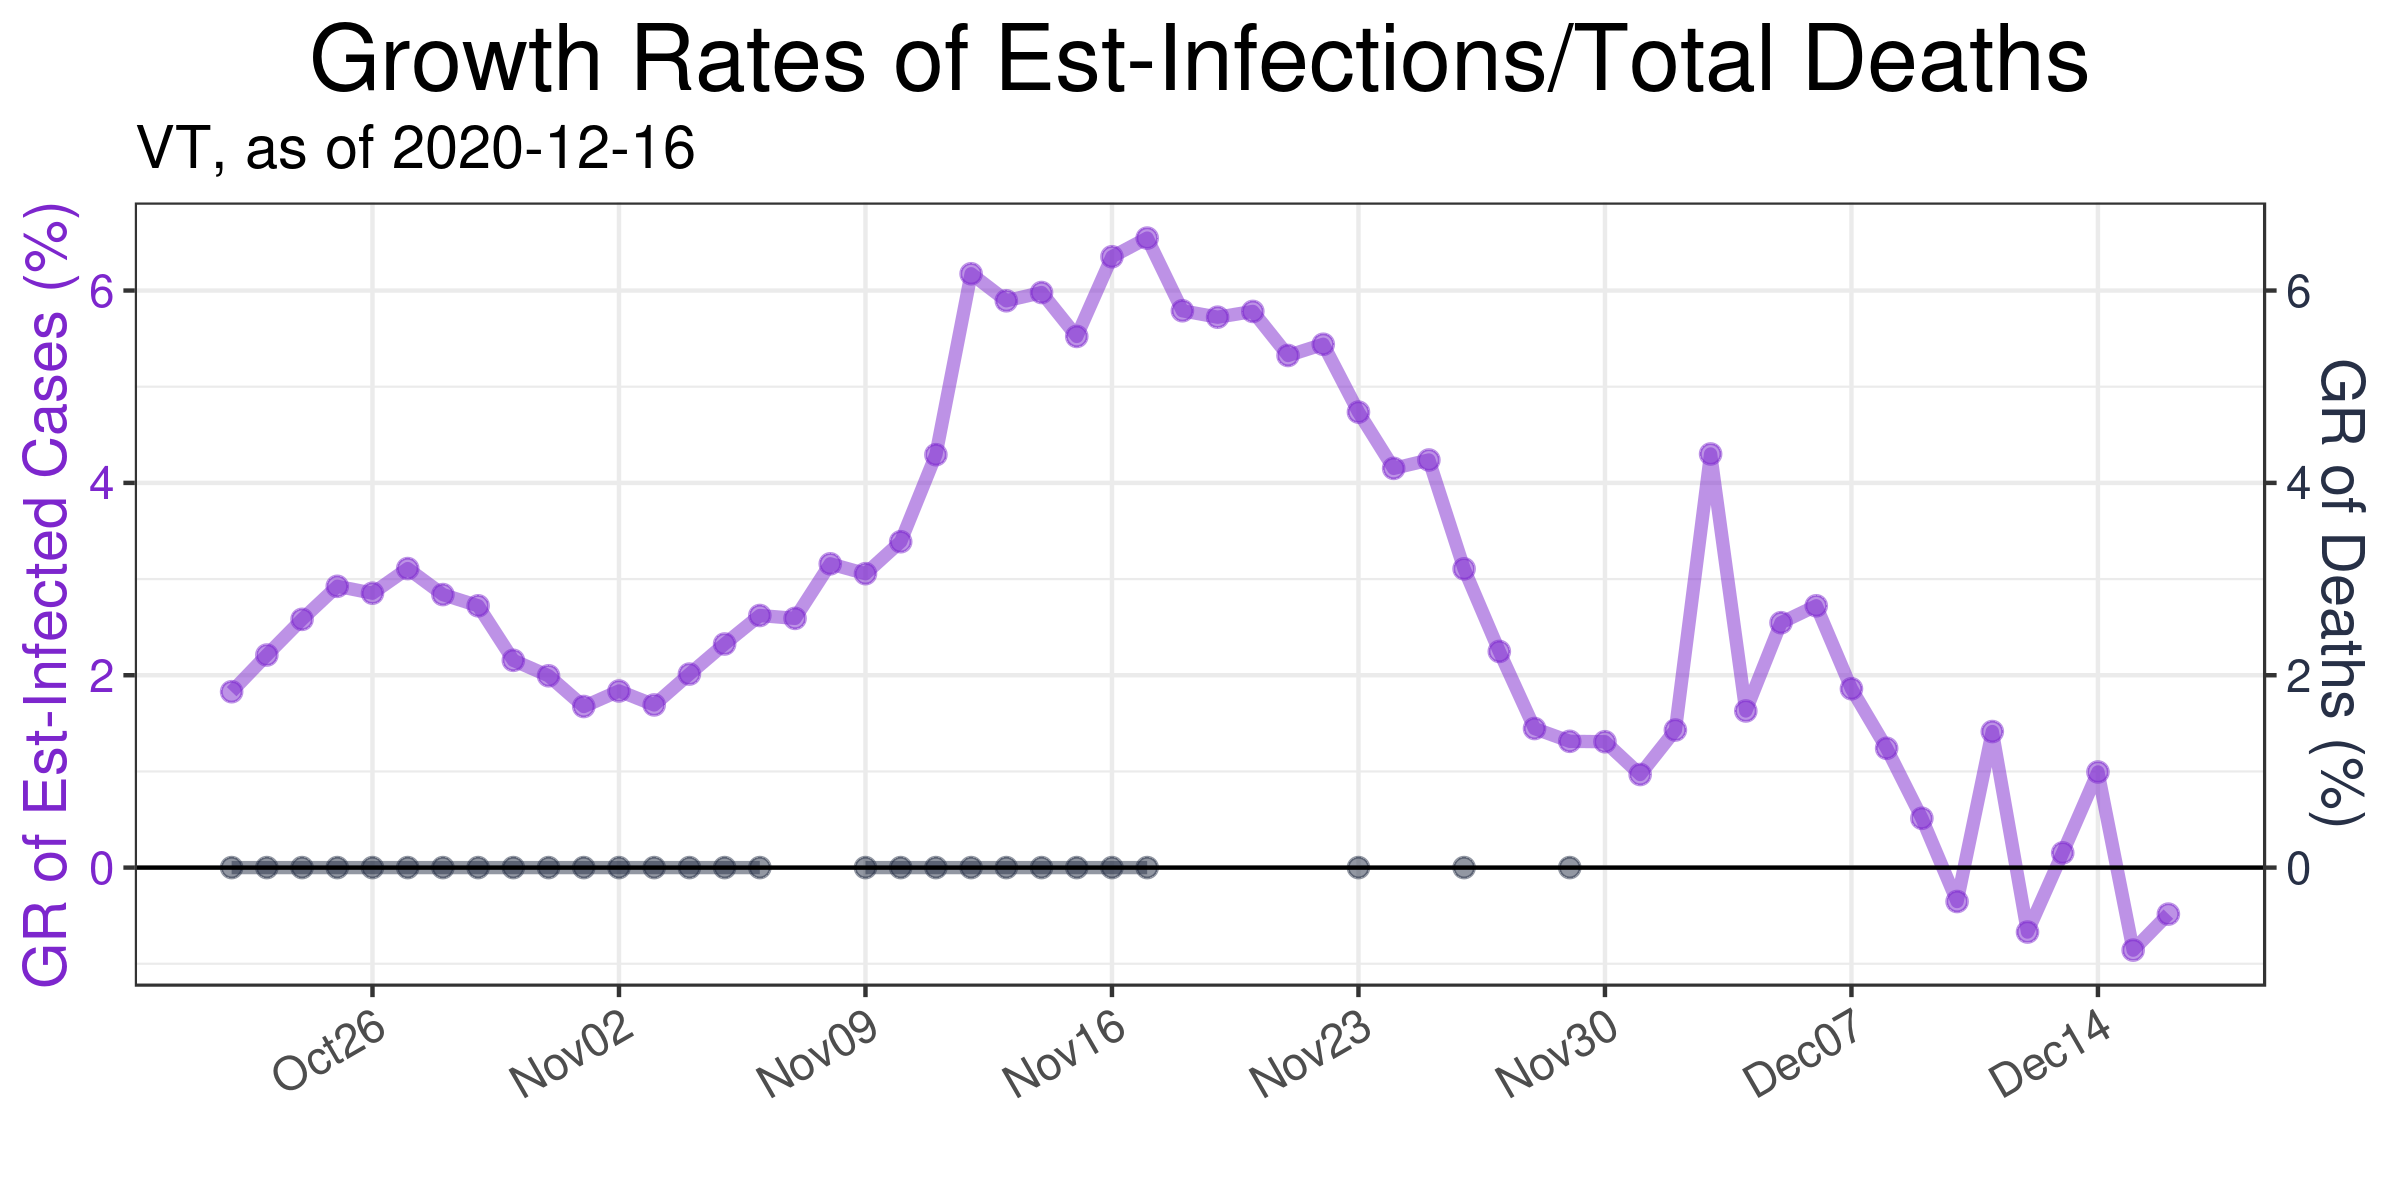 Growth Rates of Est-Infections/Total Deaths
VT, as of 2020-12-16
GR of Est-Infected Cases (%)
6
4
2
0
6
4
2
0
GR of Deaths (%)
Oct26
Nov02
Nov09
Nov16
Nov23
Nov30
Dec07
Dec14